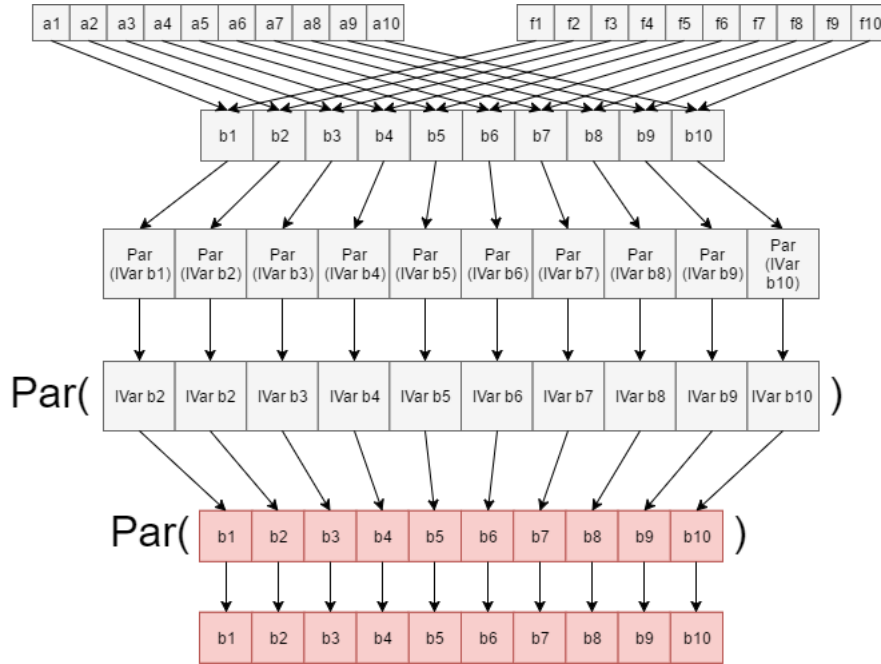 a1 a2 a3 a4 a5 a6 a7 a8 a9 a10 f1 f2 f3 f4 f5 f6 f7 f8 f9 f10
b1 b2 b3 b4 b5 b6 b7 b8 b9 b10
Par Par Par Par Par Par Par Par Par Par
(IVar b1) (IVar b2) (IVar b3) (IVar b4) (IVar b5) (IVar b6) (IVar b7) (IVar b8) (IVar b9) (IVar
b10)
Par( IVar b2 IVar b2 IVar b3 IVar b4 IVar b5 IVar b6 IVar b7 IVar b8 IVar b9 IVar b10 )
Par( b1 b2 b3 b4 b5 b6 b7 b8 b9 b10 )
b1 b2 b3 b4 b5 b6 b7 b8 b9 b10